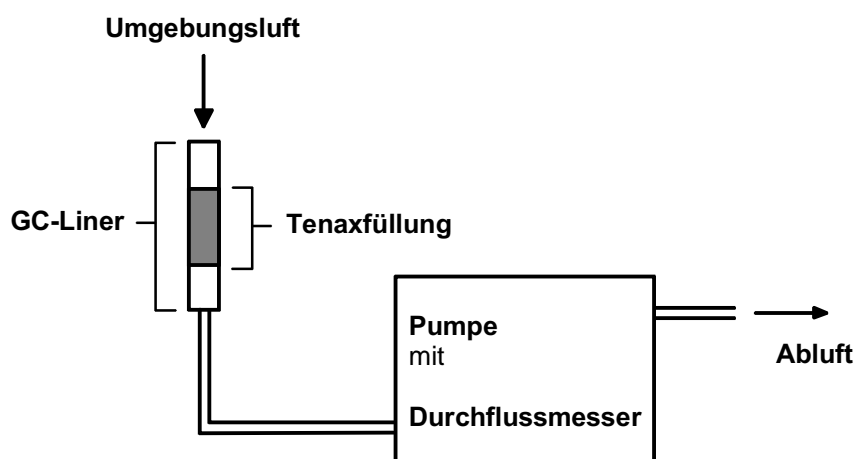 Umgebungsluft
GC-Liner
Tenaxfüllung
Pumpe
mit
Durchflussmesser
Abluft